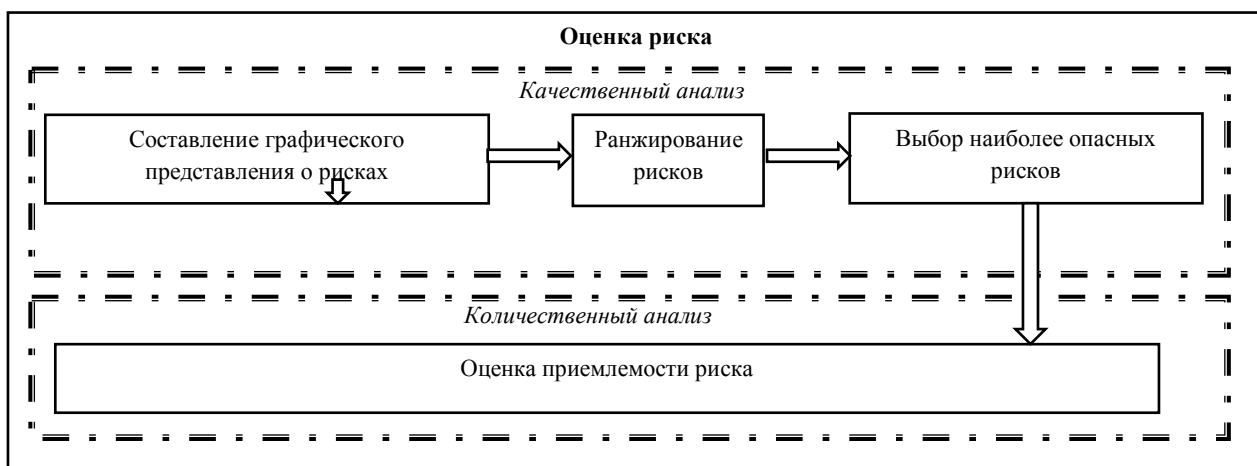 Оценка риска
Качественный анализ
Составление графического
представления о рисках
Ранжирование
рисков
Выбор наиболее опасных
рисков
Количественный анализ
Оценка приемлемости риска